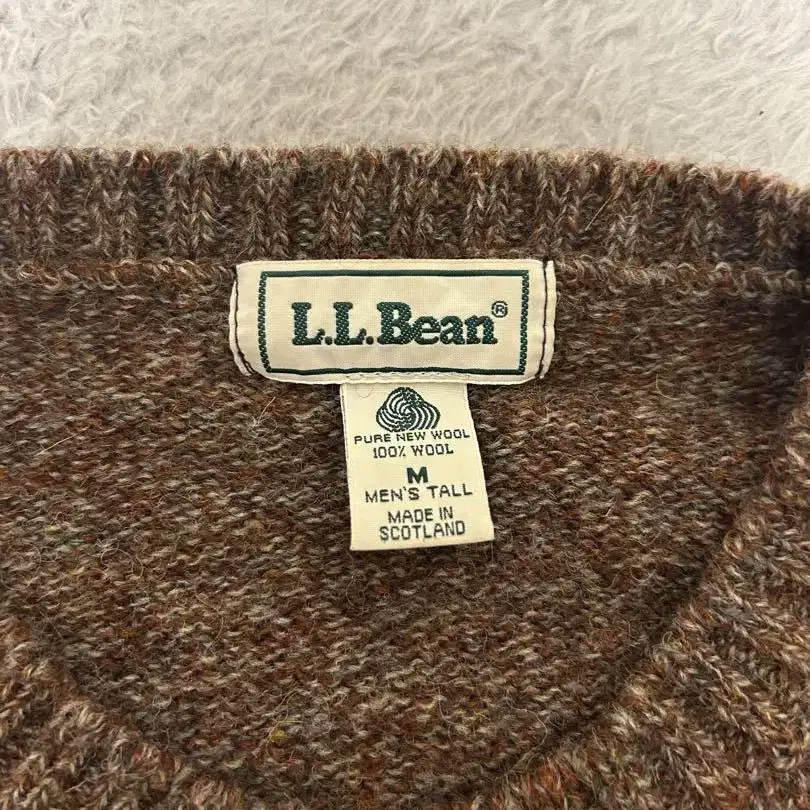 L.L.Bean®
PURE NEW WOOL
100% WOOL
M
MEN'S TALL
MADE IN
SCOTLAND